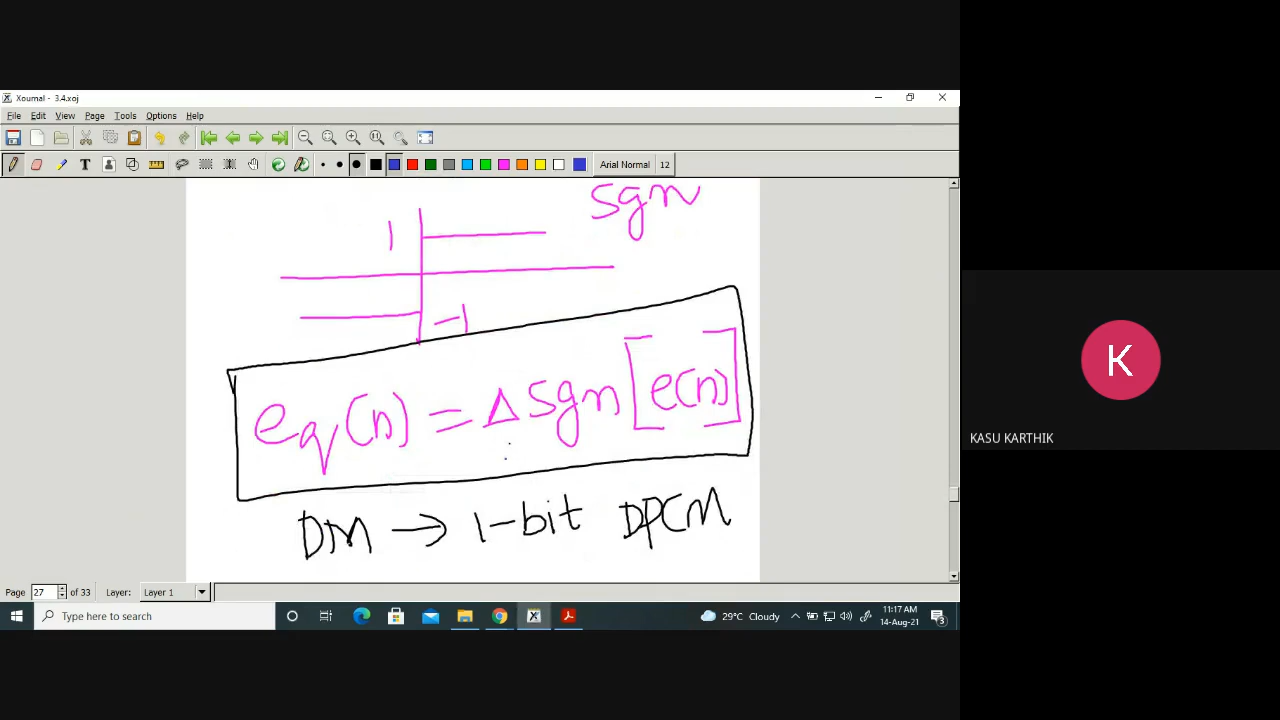 Xournal - 3.4.xoj
File Edit View Page Tools Options Help
Arial Normal 12
sgn
1
-1
eq(n) = Δ sgn [e(n)]
DM → 1-bit DPCM
K
KASU KARTHIK
Page 27 of 33 Layer: Layer 1
Type here to search
29°C Cloudy
11:17 AM
14-Aug-21
3